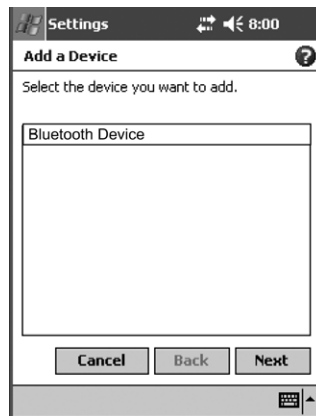 Settings 8:00
Add a Device
Select the device you want to add.
Bluetooth Device
Cancel Back Next